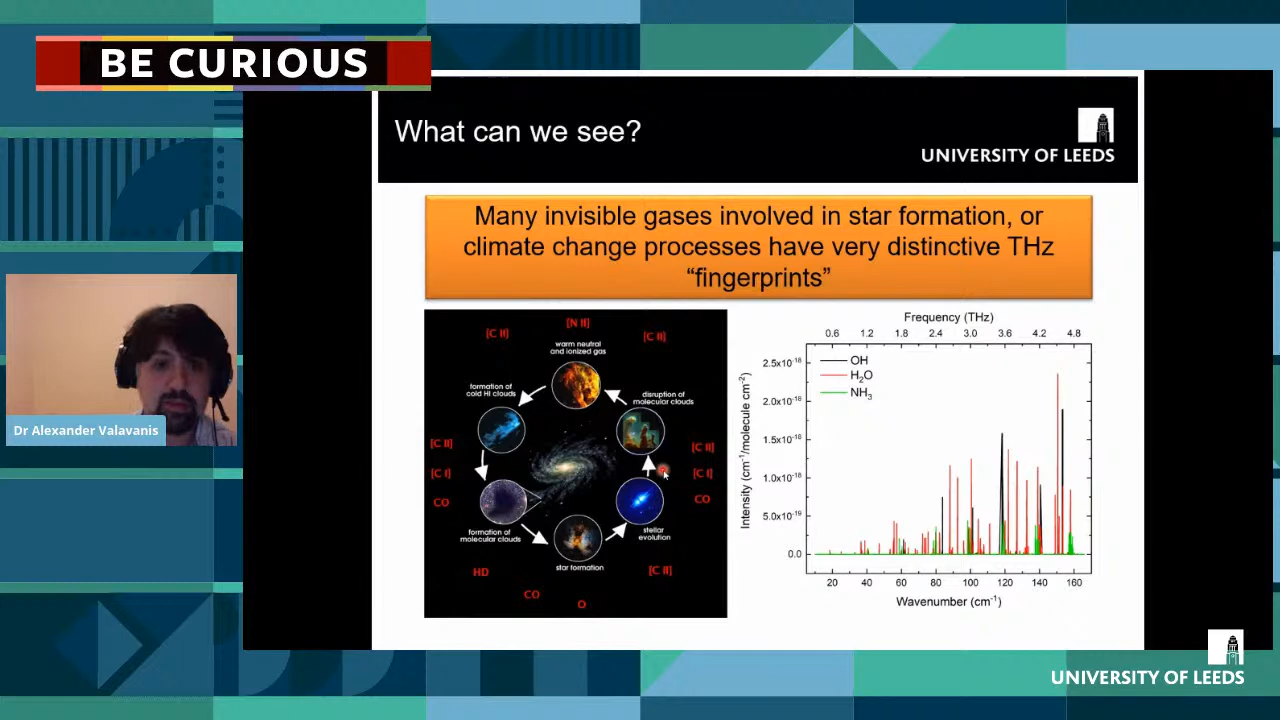 BE CURIOUS
What can we see?
UNIVERSITY OF LEEDS
Many invisible gases involved in star formation, or
climate change processes have very distinctive THz
“fingerprints”
[C II]
[N II]
[C II]
warm neutral
and ionized gas
formation of
cold HI clouds
disruption of
molecular clouds
[C II]
[C I]
CO
[C II]
[C I]
CO
formation of
molecular clouds
stellar
evolution
star formation
HD
CO
O
[C II]
Frequency (THz)
0.6 1.2 1.8 2.4 3.0 3.6 4.2 4.8
OH
H₂O
NH₃
Intensity (cm⁻¹/molecule cm⁻²)
2.5x10⁻¹⁸
2.0x10⁻¹⁸
1.5x10⁻¹⁸
1.0x10⁻¹⁸
5.0x10⁻¹⁹
0.0
20 40 60 80 100 120 140 160
Wavenumber (cm⁻¹)
Dr Alexander Valavanis
UNIVERSITY OF LEEDS